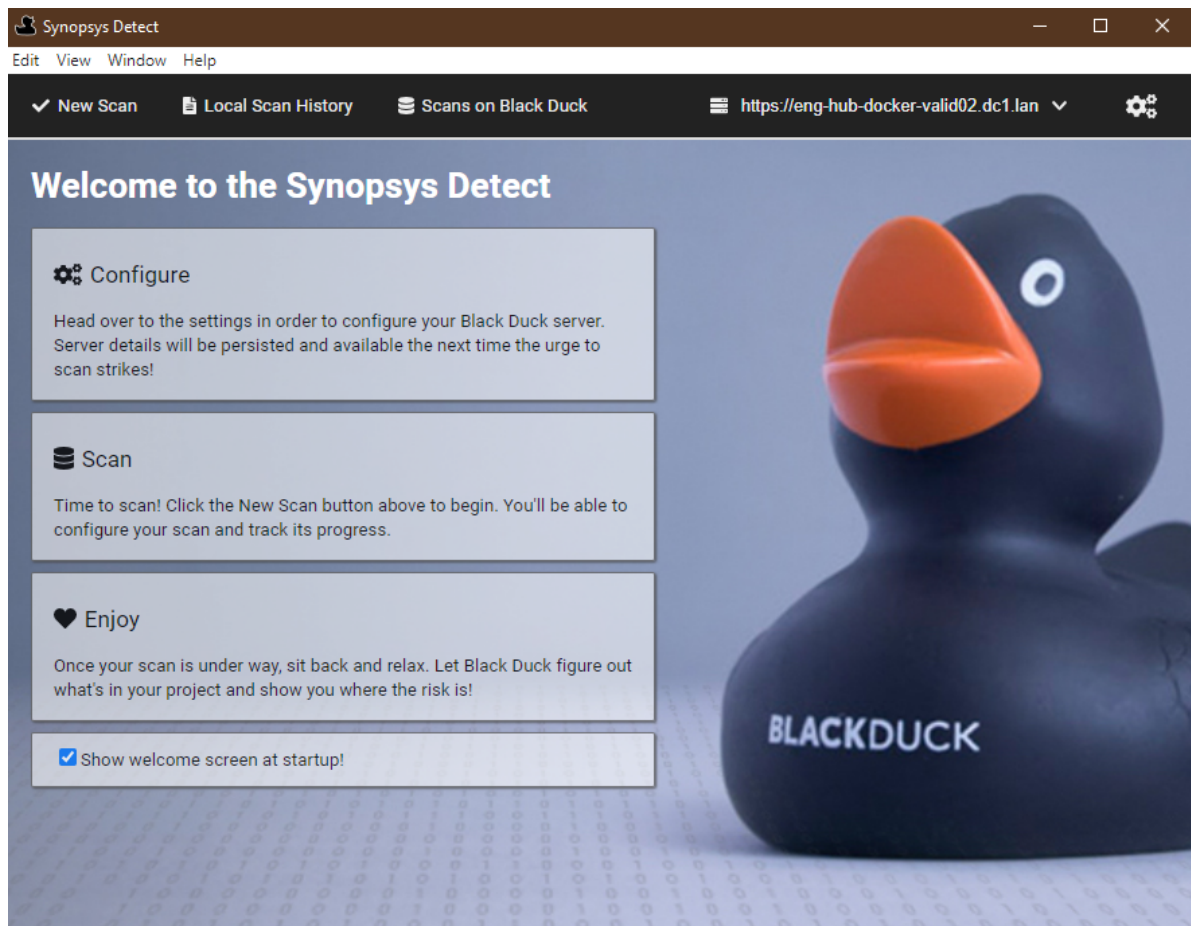 Synopsys Detect
Edit View Window Help
New Scan Local Scan History Scans on Black Duck https://eng-hub-docker-valid02.dc1.lan
Welcome to the Synopsys Detect
Configure
Head over to the settings in order to configure your Black Duck server.
Server details will be persisted and available the next time the urge to
scan strikes!
Scan
Time to scan! Click the New Scan button above to begin. You'll be able to
configure your scan and track its progress.
Enjoy
Once your scan is under way, sit back and relax. Let Black Duck figure out
what's in your project and show you where the risk is!
Show welcome screen at startup!
BLACKDUCK